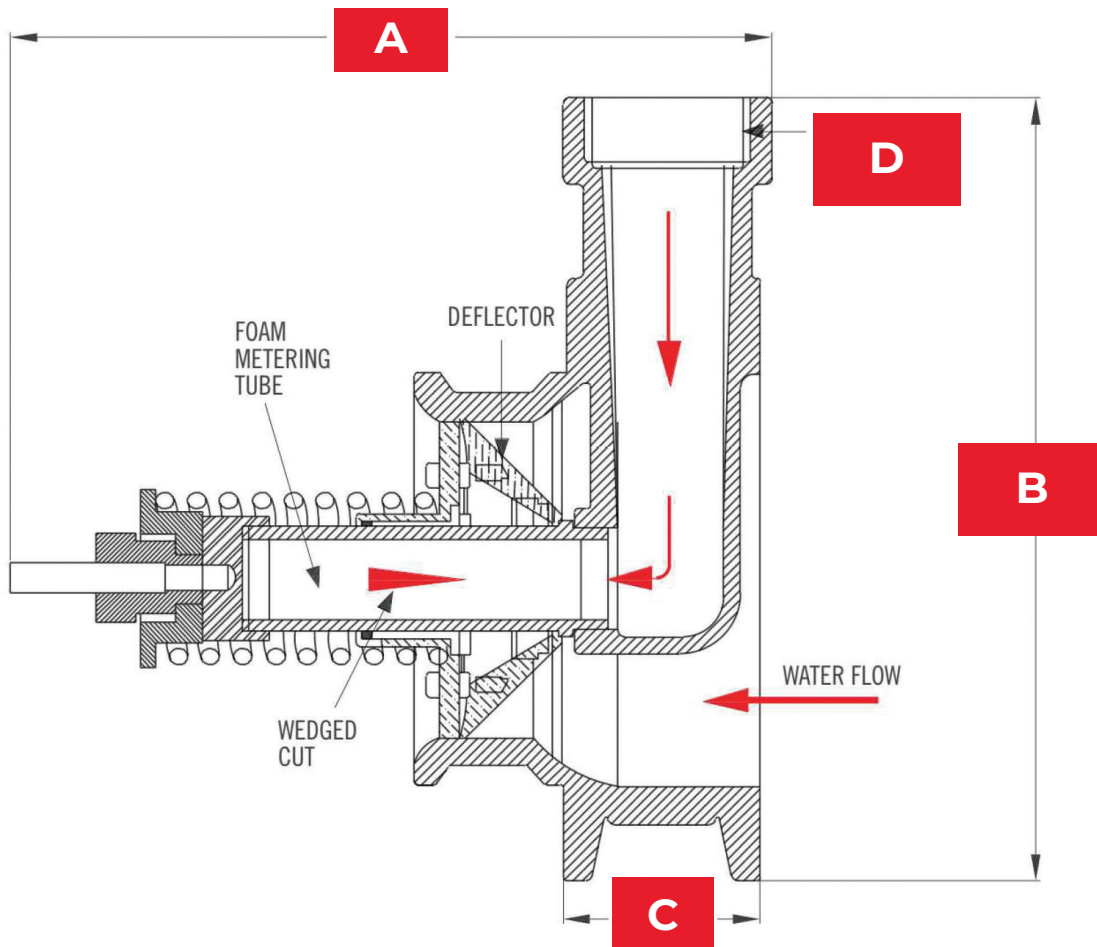 A
D
DEFLECTOR
FOAM
METERING
TUBE
B
WATER FLOW
WEDGED
CUT
C